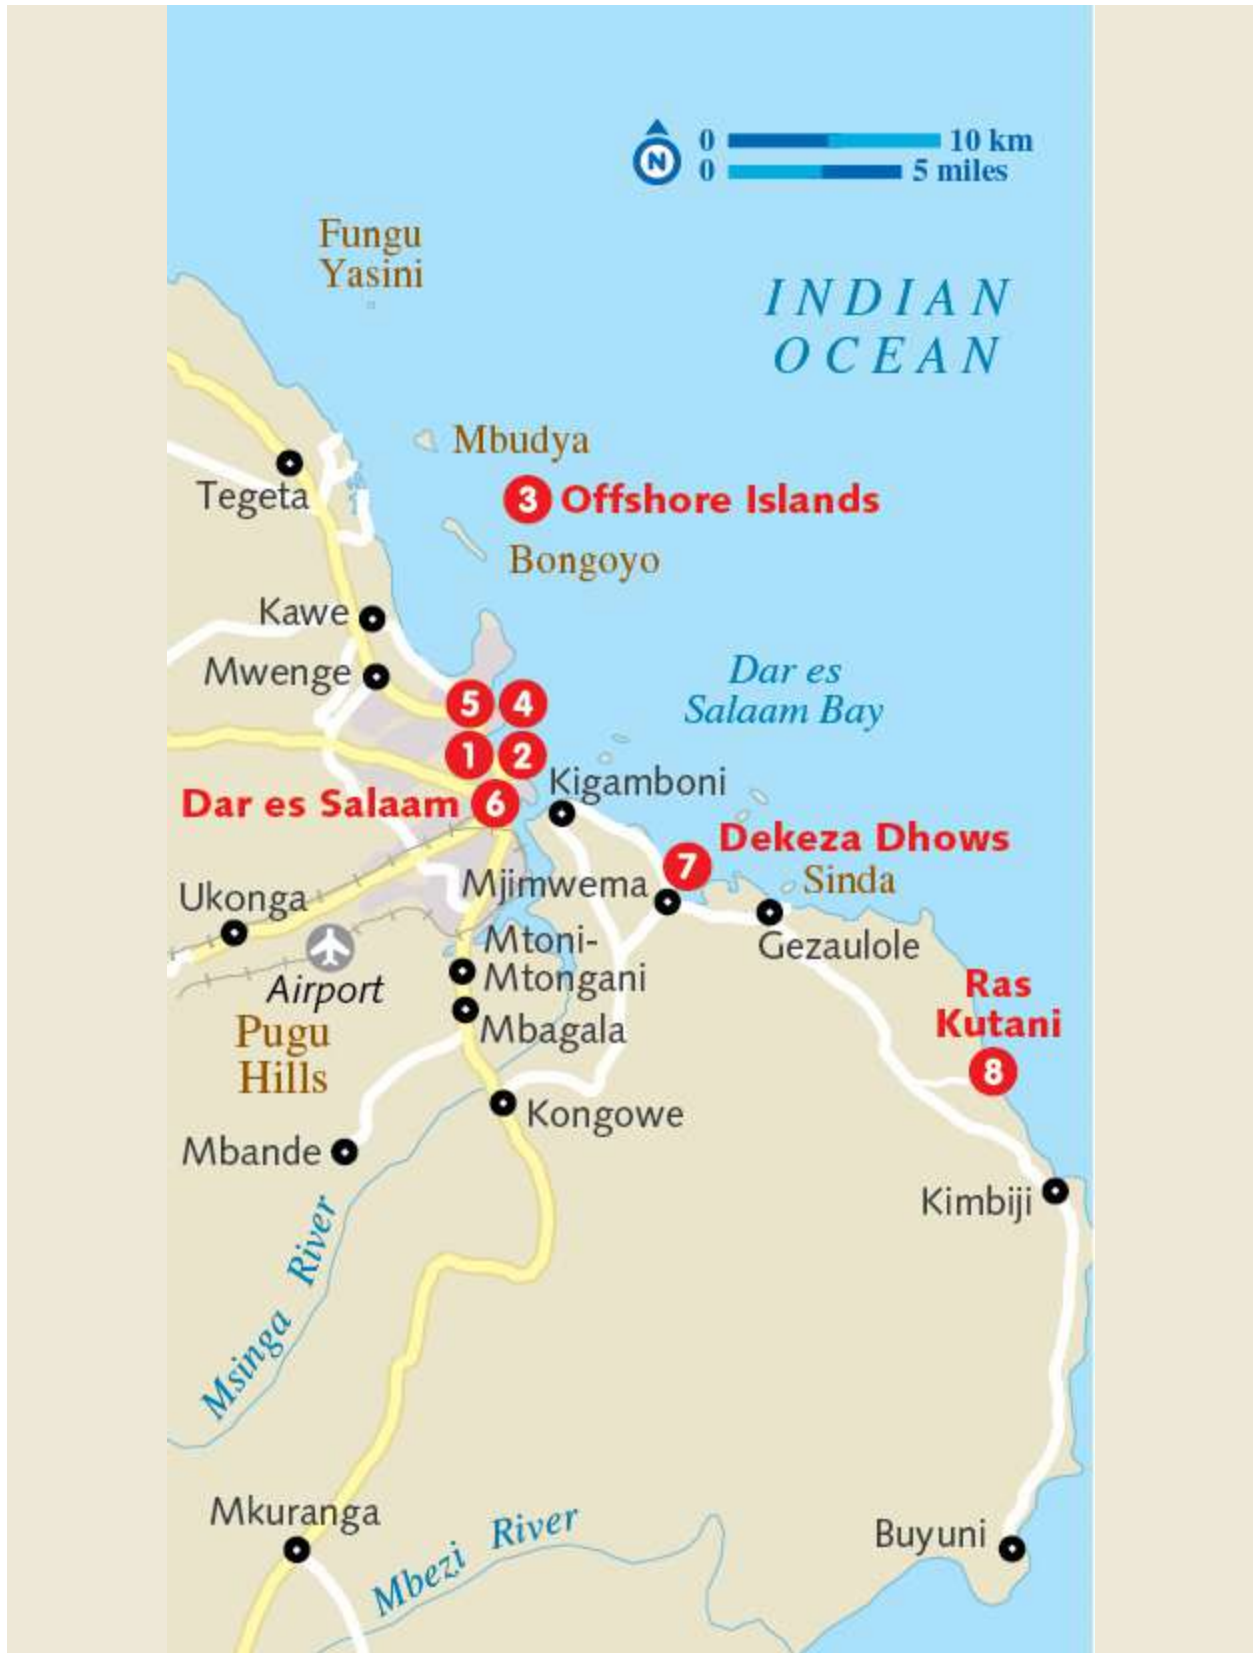 0 10 km
N
0 5 miles
Fungu
Yasini
INDIAN
OCEAN
Mbudya
Tegeta
3 Offshore Islands
Bongoyo
Kawe
Mwenge
Dar es
Salaam Bay
5 4
1 2
Kigamboni
Dar es Salaam 6
Dekeza Dhows
7
Sinda
Mjimwema
Ukonga
Gezaulole
Mtoni-
Mtongani
Airport
Ras
Kutani
8
Pugu
Hills
Mbagala
Kongowe
Mbande
Kimbiji
Msinga River
Mkuranga
Mbezi River
Buyuni